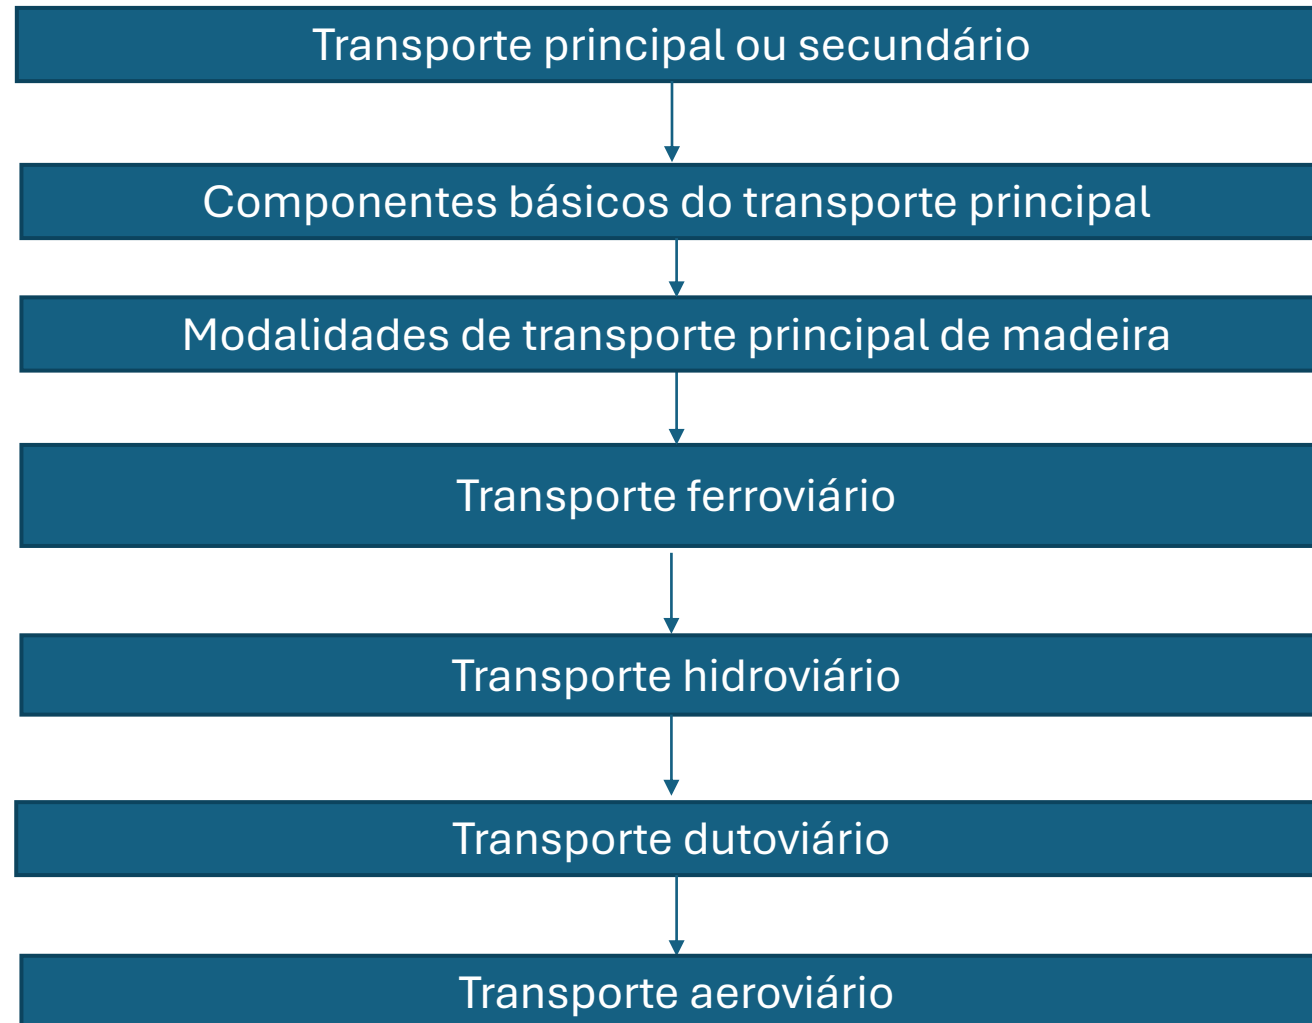 Transporte principal ou secundário
Componentes básicos do transporte principal
Modalidades de transporte principal de madeira
Transporte ferroviário
Transporte hidroviário
Transporte dutoviário
Transporte aeroviário